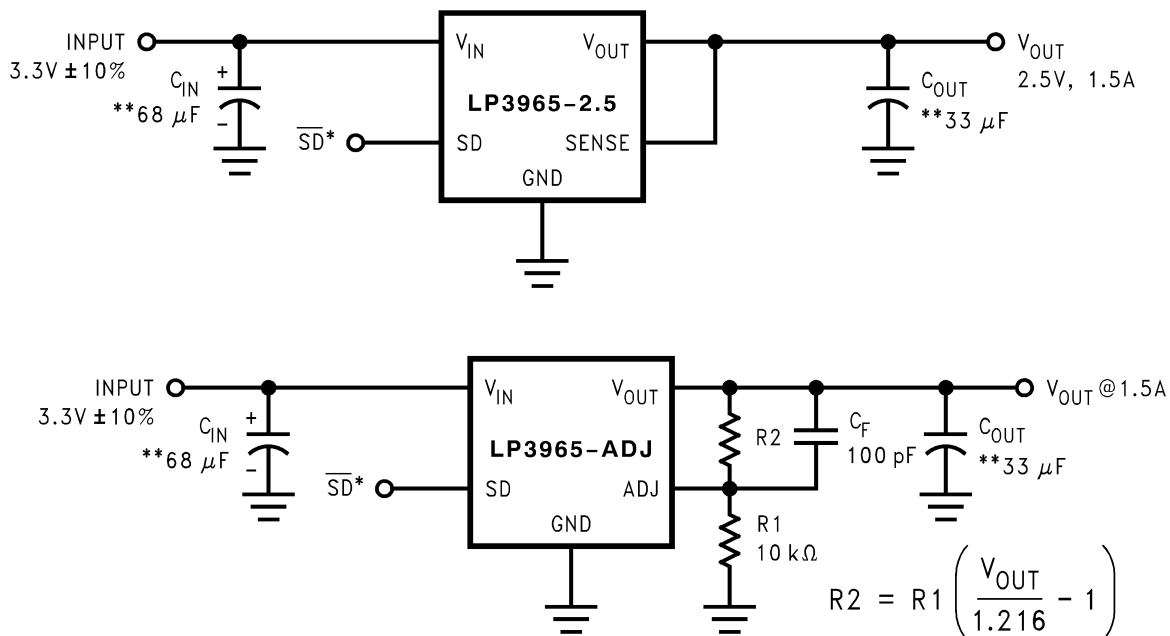 INPUT
3.3V ±10%
C_IN
+
**68 μF
–
V_IN
V_OUT
LP3965-2.5
S̅D̅*
SD
SENSE
GND
C_OUT
**33 μF
V_OUT
2.5V, 1.5A
INPUT
3.3V ±10%
C_IN
+
**68 μF
–
V_IN
V_OUT
LP3965-ADJ
S̅D̅*
SD
ADJ
GND
R2
C_F
100 pF
C_OUT
**33 μF
V_OUT @ 1.5A
R1
10 kΩ
R2 = R1 (V_OUT / 1.216 - 1)